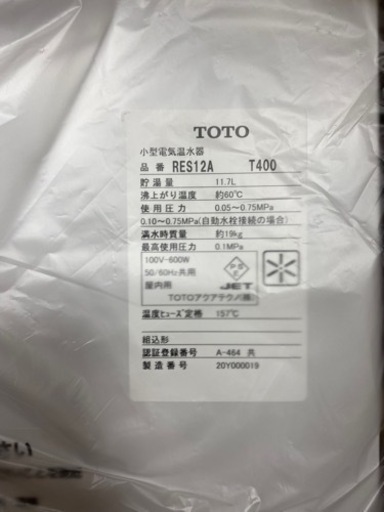 TOTO
小型電気温水器
品番 RES12A T400
貯湯量 11.7L
沸上がり温度 約60℃
使用圧力 0.05~0.75MPa
0.10~0.75MPa(自動水栓接続の場合)
満水時質量 約19kg
最高使用圧力 0.1MPa
100V-600W
50/60Hz共用
屋内用
PSE
JET
TOTOアクアテクノ㈱
温度ヒューズ定格 157℃
組込形
認証登録番号 A-464 共
製造番号 20Y000019
さい